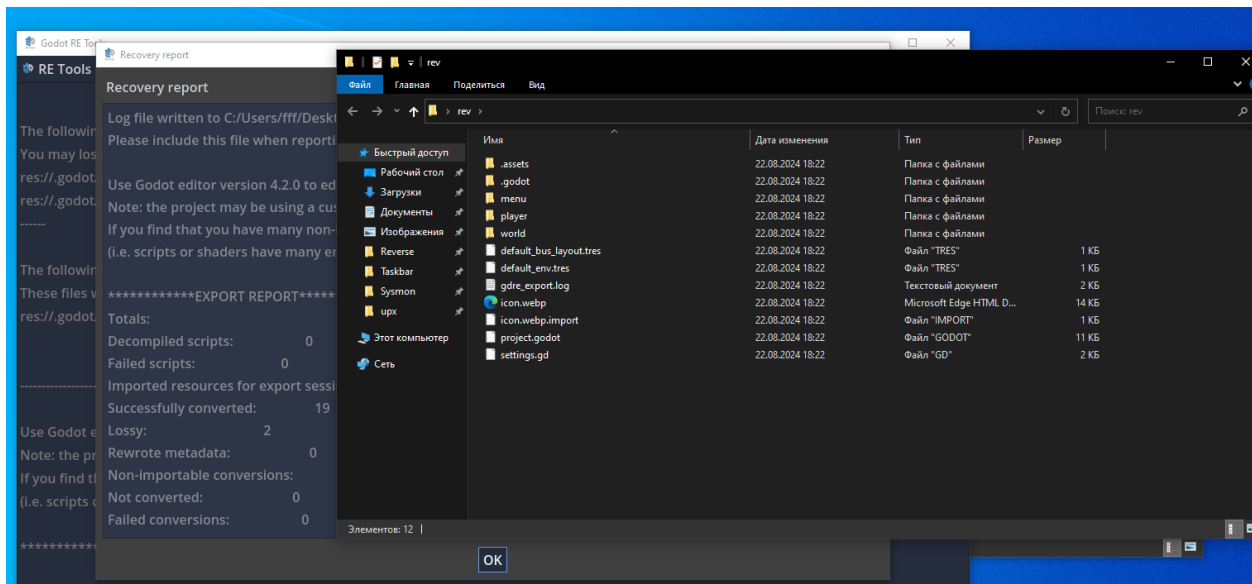 Godot RE To
RE Tools
The followin
You may los
res://.godot
res://.godot
------
The followin
These files w
res://.godot
Use Godot e
Note: the pr
If you find th
(i.e. scripts o
Recovery report
Recovery report
Log file written to C:/Users/fff/Deskt
Please include this file when reporti
Use Godot editor version 4.2.0 to ed
Note: the project may be using a cus
If you find that you have many non-
(i.e. scripts or shaders have many er
************EXPORT REPORT*****
Totals:
Decompiled scripts: 0
Failed scripts: 0
Imported resources for export sessi
Successfully converted: 19
Lossy: 2
Rewrote metadata: 0
Non-importable conversions:
Not converted: 0
Failed conversions: 0
OK
rev
Файл Главная Поделиться Вид
rev
Поиск: rev
Быстрый доступ
Рабочий стол
Загрузки
Документы
Изображения
Reverse
Taskbar
Sysmon
upx
Этот компьютер
Сеть
Имя Дата изменения Тип Размер
.assets 22.08.2024 18:22 Папка с файлами
.godot 22.08.2024 18:22 Папка с файлами
menu 22.08.2024 18:22 Папка с файлами
player 22.08.2024 18:22 Папка с файлами
world 22.08.2024 18:22 Папка с файлами
default_bus_layout.tres 22.08.2024 18:22 Файл "TRES" 1 КБ
default_env.tres 22.08.2024 18:22 Файл "TRES" 1 КБ
gdre_export.log 22.08.2024 18:22 Текстовый документ 2 КБ
icon.webp 22.08.2024 18:22 Microsoft Edge HTML D... 14 КБ
icon.webp.import 22.08.2024 18:22 Файл "IMPORT" 1 КБ
project.godot 22.08.2024 18:22 Файл "GODOT" 11 КБ
settings.gd 22.08.2024 18:22 Файл "GD" 2 КБ
Элементов: 12